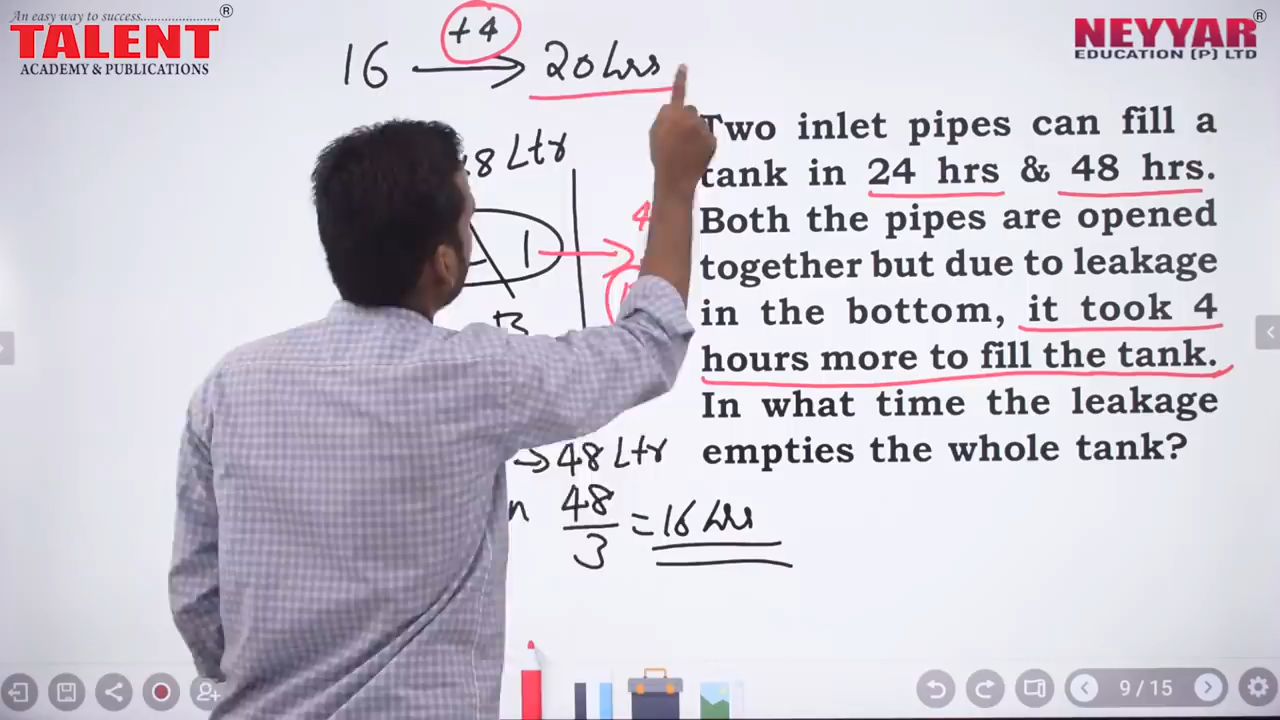 An easy way to success.....................
TALENT
ACADEMY & PUBLICATIONS
®
16 +4 → 20 hrs
®
NEYYAR
EDUCATION (P) LTD
8 Ltr
4
1
B
→ 48 Ltr
48/3 = 16 hrs
Two inlet pipes can fill a
tank in 24 hrs & 48 hrs.
Both the pipes are opened
together but due to leakage
in the bottom, it took 4
hours more to fill the tank.
In what time the leakage
empties the whole tank?
9 / 15